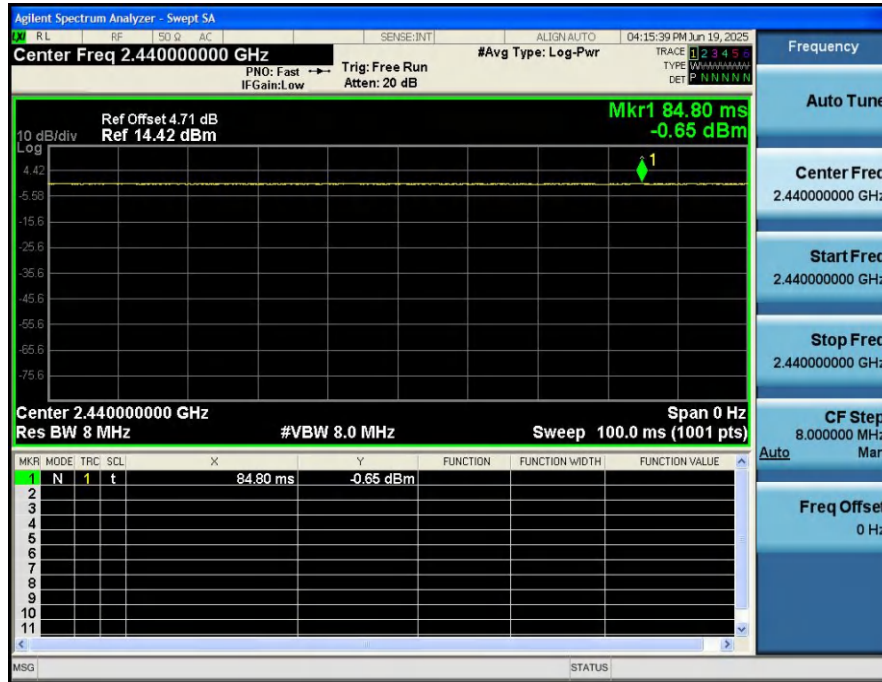 Agilent Spectrum Analyzer - Swept SA
LXI RL RF 50 Ω AC SENSE:INT ALIGN AUTO 04:15:39 PM Jun 19, 2025
Center Freq 2.440000000 GHz #Avg Type: Log-Pwr TRACE 1 2 3 4 5 6
PNO: Fast Trig: Free Run TYPE WWWWWW
IFGain:Low Atten: 20 dB DET P N N N N N
Frequency
Mkr1 84.80 ms
-0.65 dBm
Ref Offset 4.71 dB
10 dB/div Ref 14.42 dBm
Log
1
4.42
-5.58
-15.6
-25.6
-35.6
-45.6
-55.6
-65.6
-75.6
Center 2.440000000 GHz Span 0 Hz
Res BW 8 MHz #VBW 8.0 MHz Sweep 100.0 ms (1001 pts)
MKR MODE TRC SCL X Y FUNCTION FUNCTION WIDTH FUNCTION VALUE
1 N 1 t 84.80 ms -0.65 dBm
2
3
4
5
6
7
8
9
10
11
MSG STATUS
Auto Tune
Center Freq
2.440000000 GHz
Start Freq
2.440000000 GHz
Stop Freq
2.440000000 GHz
CF Step
8.000000 MHz
Auto Man
Freq Offset
0 Hz